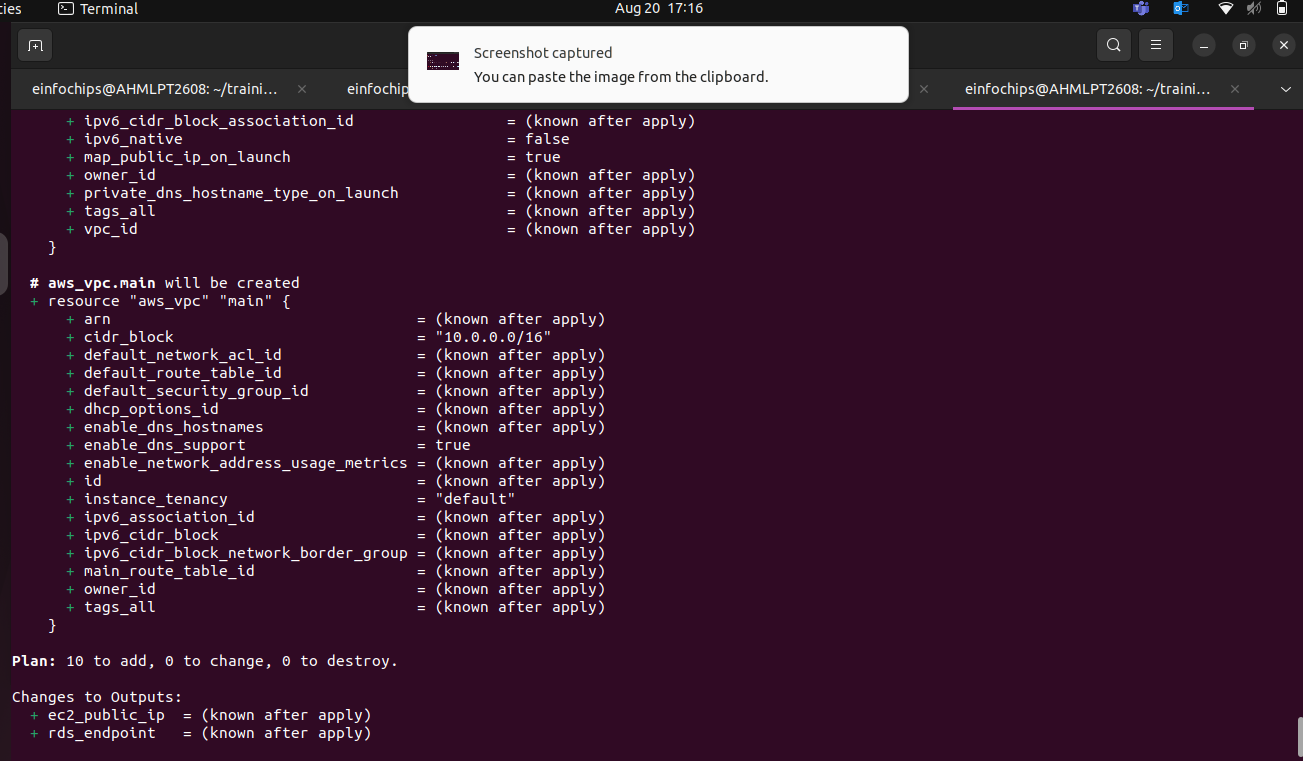 ies Terminal Aug 20 17:16
Screenshot captured
You can paste the image from the clipboard.
einfochips@AHMLPT2608: ~/traini... × einfochip × einfochips@AHMLPT2608: ~/traini... ×
+ ipv6_cidr_block_association_id = (known after apply)
+ ipv6_native = false
+ map_public_ip_on_launch = true
+ owner_id = (known after apply)
+ private_dns_hostname_type_on_launch = (known after apply)
+ tags_all = (known after apply)
+ vpc_id = (known after apply)
}
# aws_vpc.main will be created
+ resource "aws_vpc" "main" {
+ arn = (known after apply)
+ cidr_block = "10.0.0.0/16"
+ default_network_acl_id = (known after apply)
+ default_route_table_id = (known after apply)
+ default_security_group_id = (known after apply)
+ dhcp_options_id = (known after apply)
+ enable_dns_hostnames = (known after apply)
+ enable_dns_support = true
+ enable_network_address_usage_metrics = (known after apply)
+ id = (known after apply)
+ instance_tenancy = "default"
+ ipv6_association_id = (known after apply)
+ ipv6_cidr_block = (known after apply)
+ ipv6_cidr_block_network_border_group = (known after apply)
+ main_route_table_id = (known after apply)
+ owner_id = (known after apply)
+ tags_all = (known after apply)
}
Plan: 10 to add, 0 to change, 0 to destroy.
Changes to Outputs:
+ ec2_public_ip = (known after apply)
+ rds_endpoint = (known after apply)